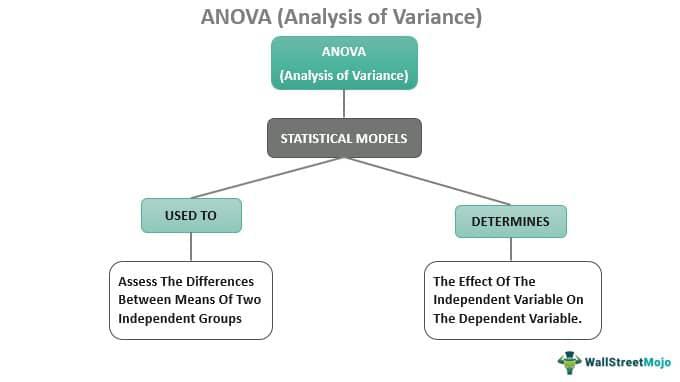 ANOVA (Analysis of Variance)
ANOVA
(Analysis of Variance)
STATISTICAL MODELS
USED TO
DETERMINES
Assess The Differences
Between Means Of Two
Independent Groups
The Effect Of The
Independent Variable On
The Dependent Variable.
WallStreetMojo